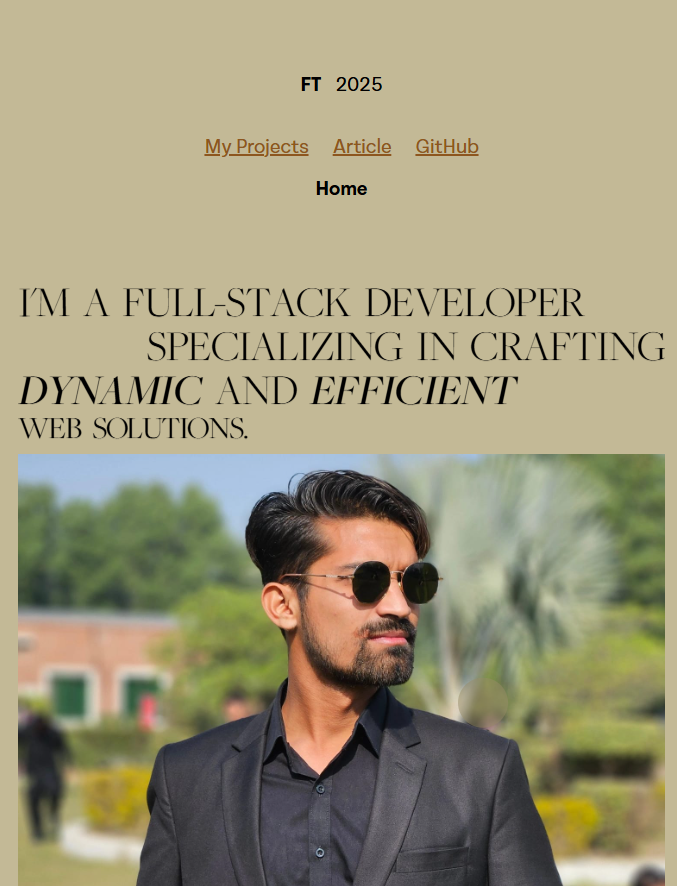 FT 2025
My Projects Article GitHub
Home
I'M A FULL-STACK DEVELOPER
SPECIALIZING IN CRAFTING
DYNAMIC AND EFFICIENT
WEB SOLUTIONS.